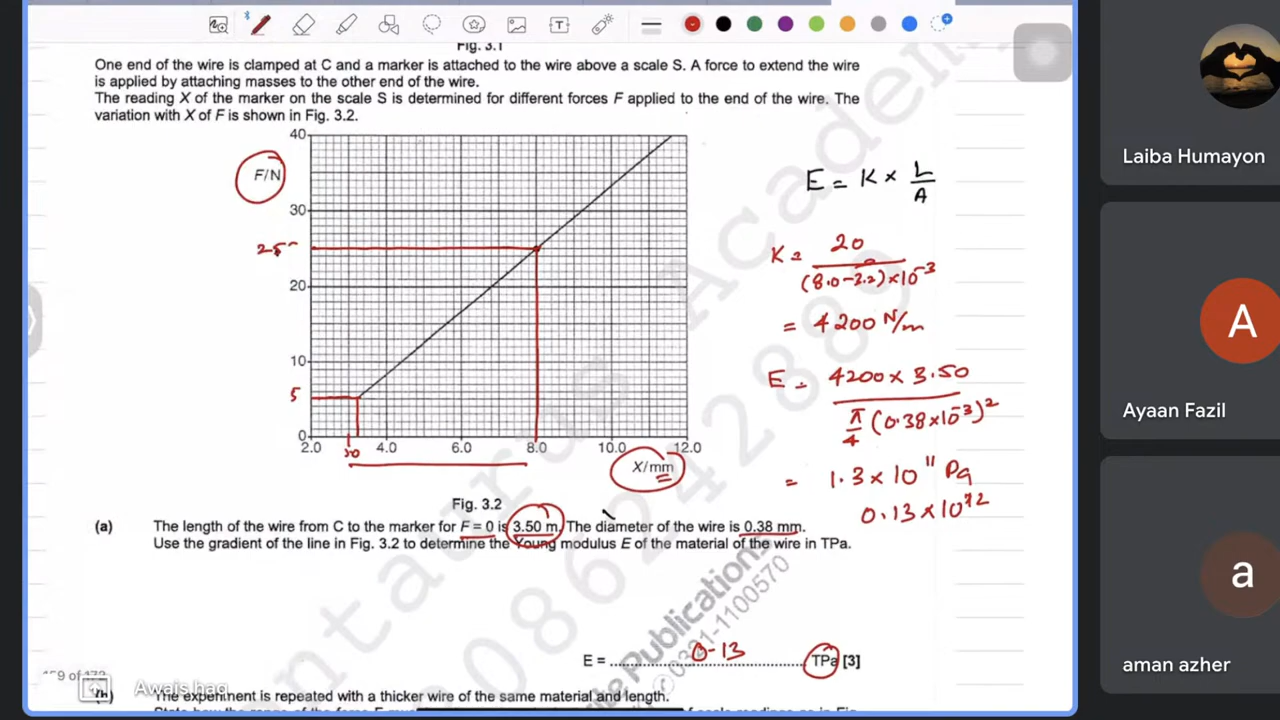 Fig. 3.1
One end of the wire is clamped at C and a marker is attached to the wire above a scale S. A force to extend the wire
is applied by attaching masses to the other end of the wire.
The reading X of the marker on the scale S is determined for different forces F applied to the end of the wire. The
variation with X of F is shown in Fig. 3.2.
40
F/N
30
25
20
10
5
0
2.0 4.0 6.0 8.0 10.0 12.0
X/mm
Fig. 3.2
E = K × L/A
K = 20
(8.0-3.2)×10-3
= 4200 N/m
E = 4200 × 3.50
π/4 (0.38×10-3)2
= 1.3 × 10 11 Pa
0.13×10 12
(a) The length of the wire from C to the marker for F = 0 is 3.50 m. The diameter of the wire is 0.38 mm.
Use the gradient of the line in Fig. 3.2 to determine the Young modulus E of the material of the wire in TPa.
E = ........ 0.13 ........ TPa [3]
The experiment is repeated with a thicker wire of the same material and length.
Awais haq
Laiba Humayon
A
Ayaan Fazil
a
aman azher
Publications
0331-1100570